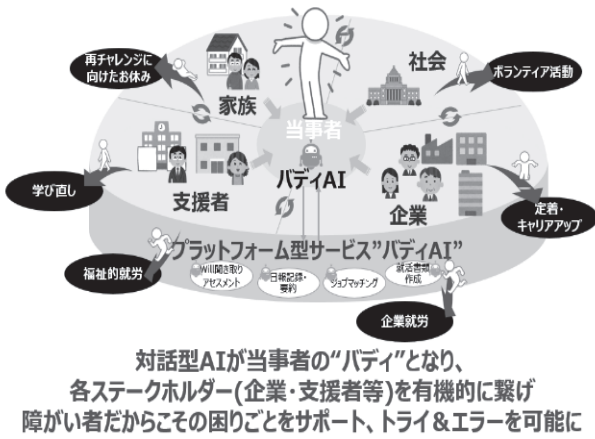 再チャレンジに
向けたお休み
社会
ボランティア活動
家族
当事者
バディAI
学び直し
支援者
企業
定着・
キャリアアップ
プラットフォーム型サービス”バディAI”
福祉的就労
Will聞き取り
アセスメント
日報記録・
要約
ジョブマッチング
就活書類
作成
企業就労
対話型AIが当事者の“バディ”となり、
各ステークホルダー(企業・支援者等)を有機的に繋げ
障がい者だからこその困りごとをサポート、トライ＆エラーを可能に